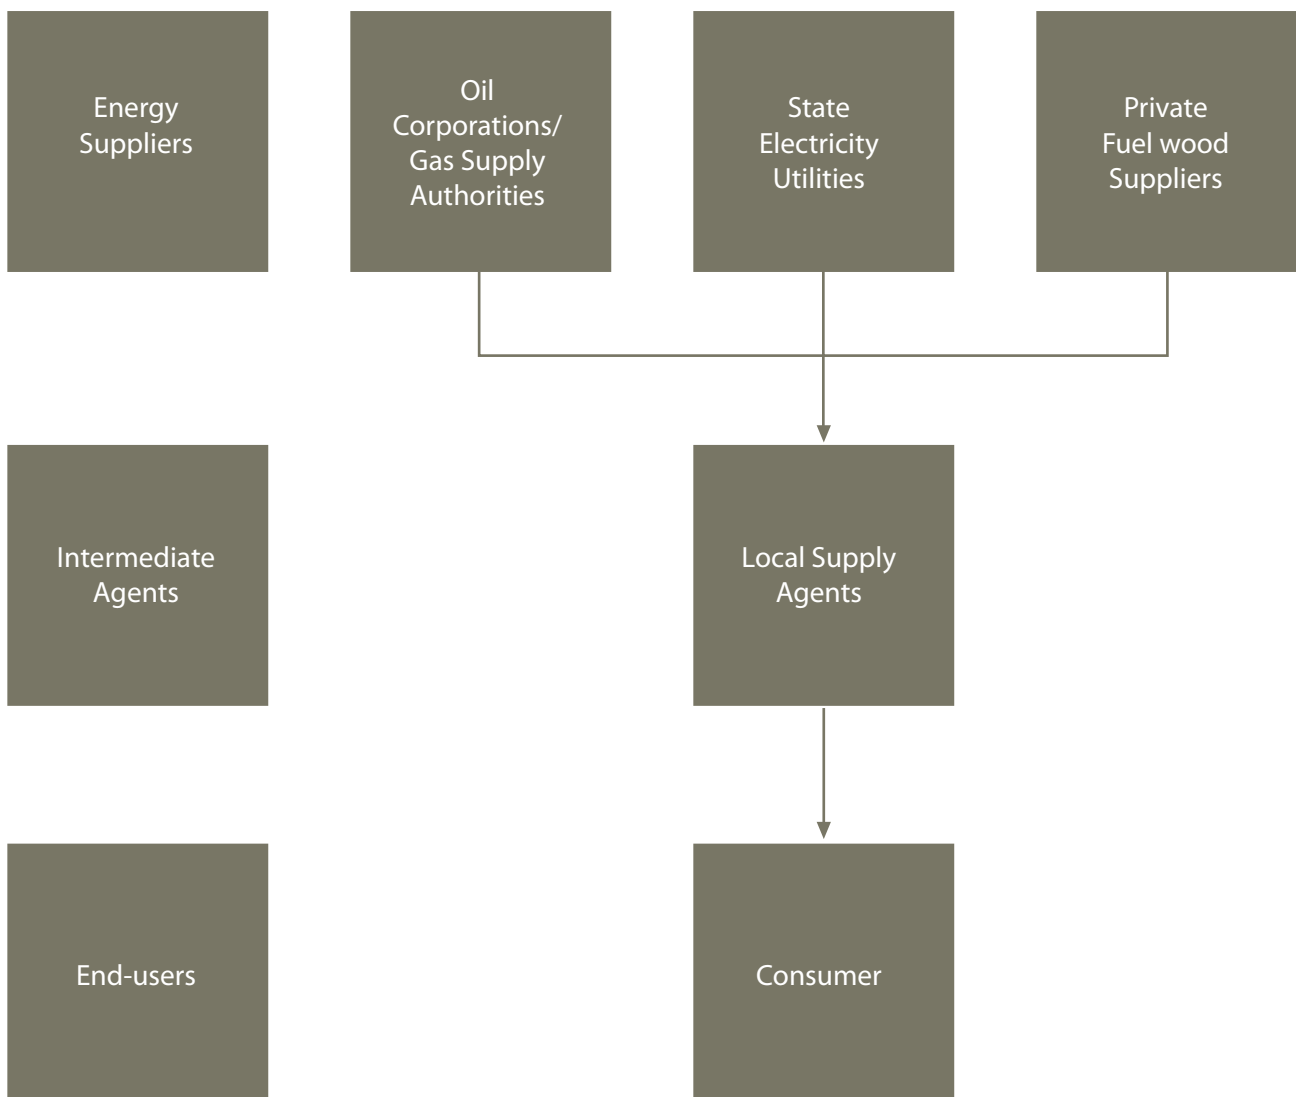 Energy
Suppliers
Oil
Corporations/
Gas Supply
Authorities
State
Electricity
Utilities
Private
Fuel wood
Suppliers
Intermediate
Agents
Local Supply
Agents
End-users
Consumer